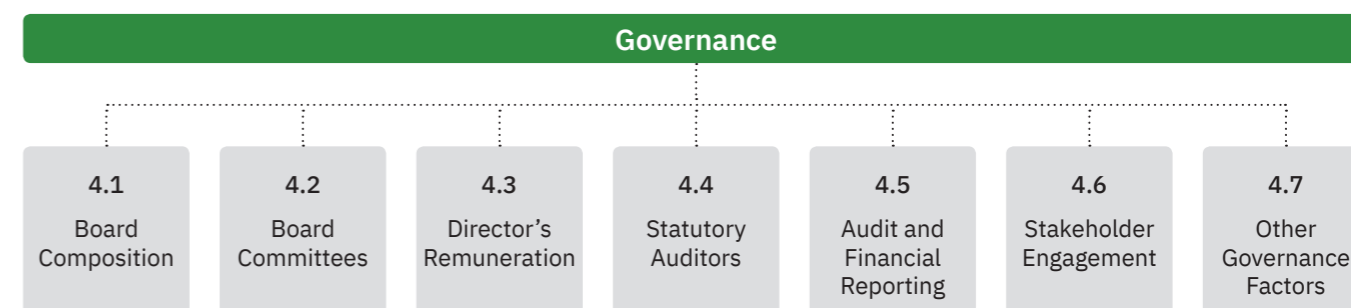 Governance
4.1
Board
Composition
4.2
Board
Committees
4.3
Director’s
Remuneration
4.4
Statutory
Auditors
4.5
Audit and
Financial
Reporting
4.6
Stakeholder
Engagement
4.7
Other
Governance
Factors